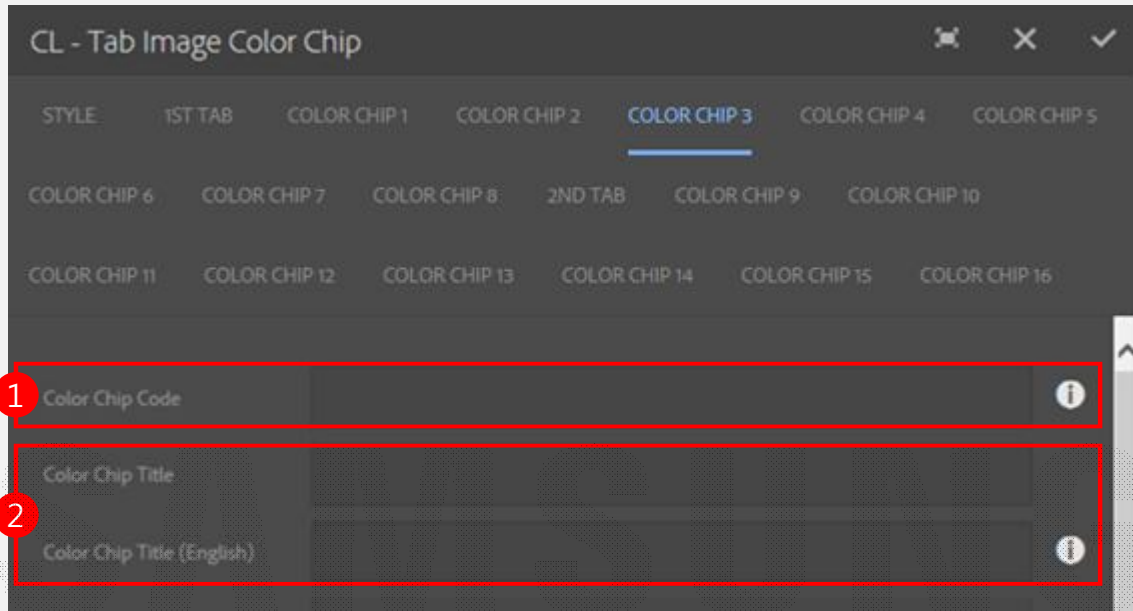 CL - Tab Image Color Chip
STYLE 1ST TAB COLOR CHIP 1 COLOR CHIP 2 COLOR CHIP 3 COLOR CHIP 4 COLOR CHIP 5
COLOR CHIP 6 COLOR CHIP 7 COLOR CHIP 8 2ND TAB COLOR CHIP 9 COLOR CHIP 10
COLOR CHIP 11 COLOR CHIP 12 COLOR CHIP 13 COLOR CHIP 14 COLOR CHIP 15 COLOR CHIP 16
1 Color Chip Code
Color Chip Title
2
Color Chip Title (English)
SAMSUNG